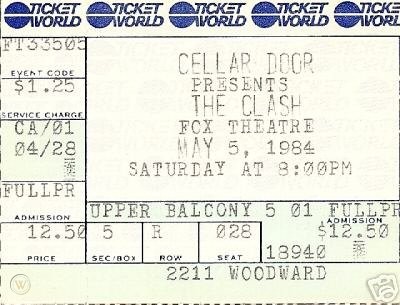 TICKET WORLD TICKET WORLD TICKET WORLD TICKET WORLD TICKET WORLD
FT33505
EVENT CODE
$1.25
SERVICE CHARGE
CA/01
04/28
FULLPR
ADMISSION
12.50
PRICE
CELLAR DOOR
PRESENTS
THE CLASH
FOX THEATRE
MAY 5, 1984
SATURDAY AT 8:00PM
UPPER BALCONY 5 01 FULLPR
ADMISSION
5 R 028 $12.50
SEC/BOX ROW SEAT
18940
2211 WOODWARD